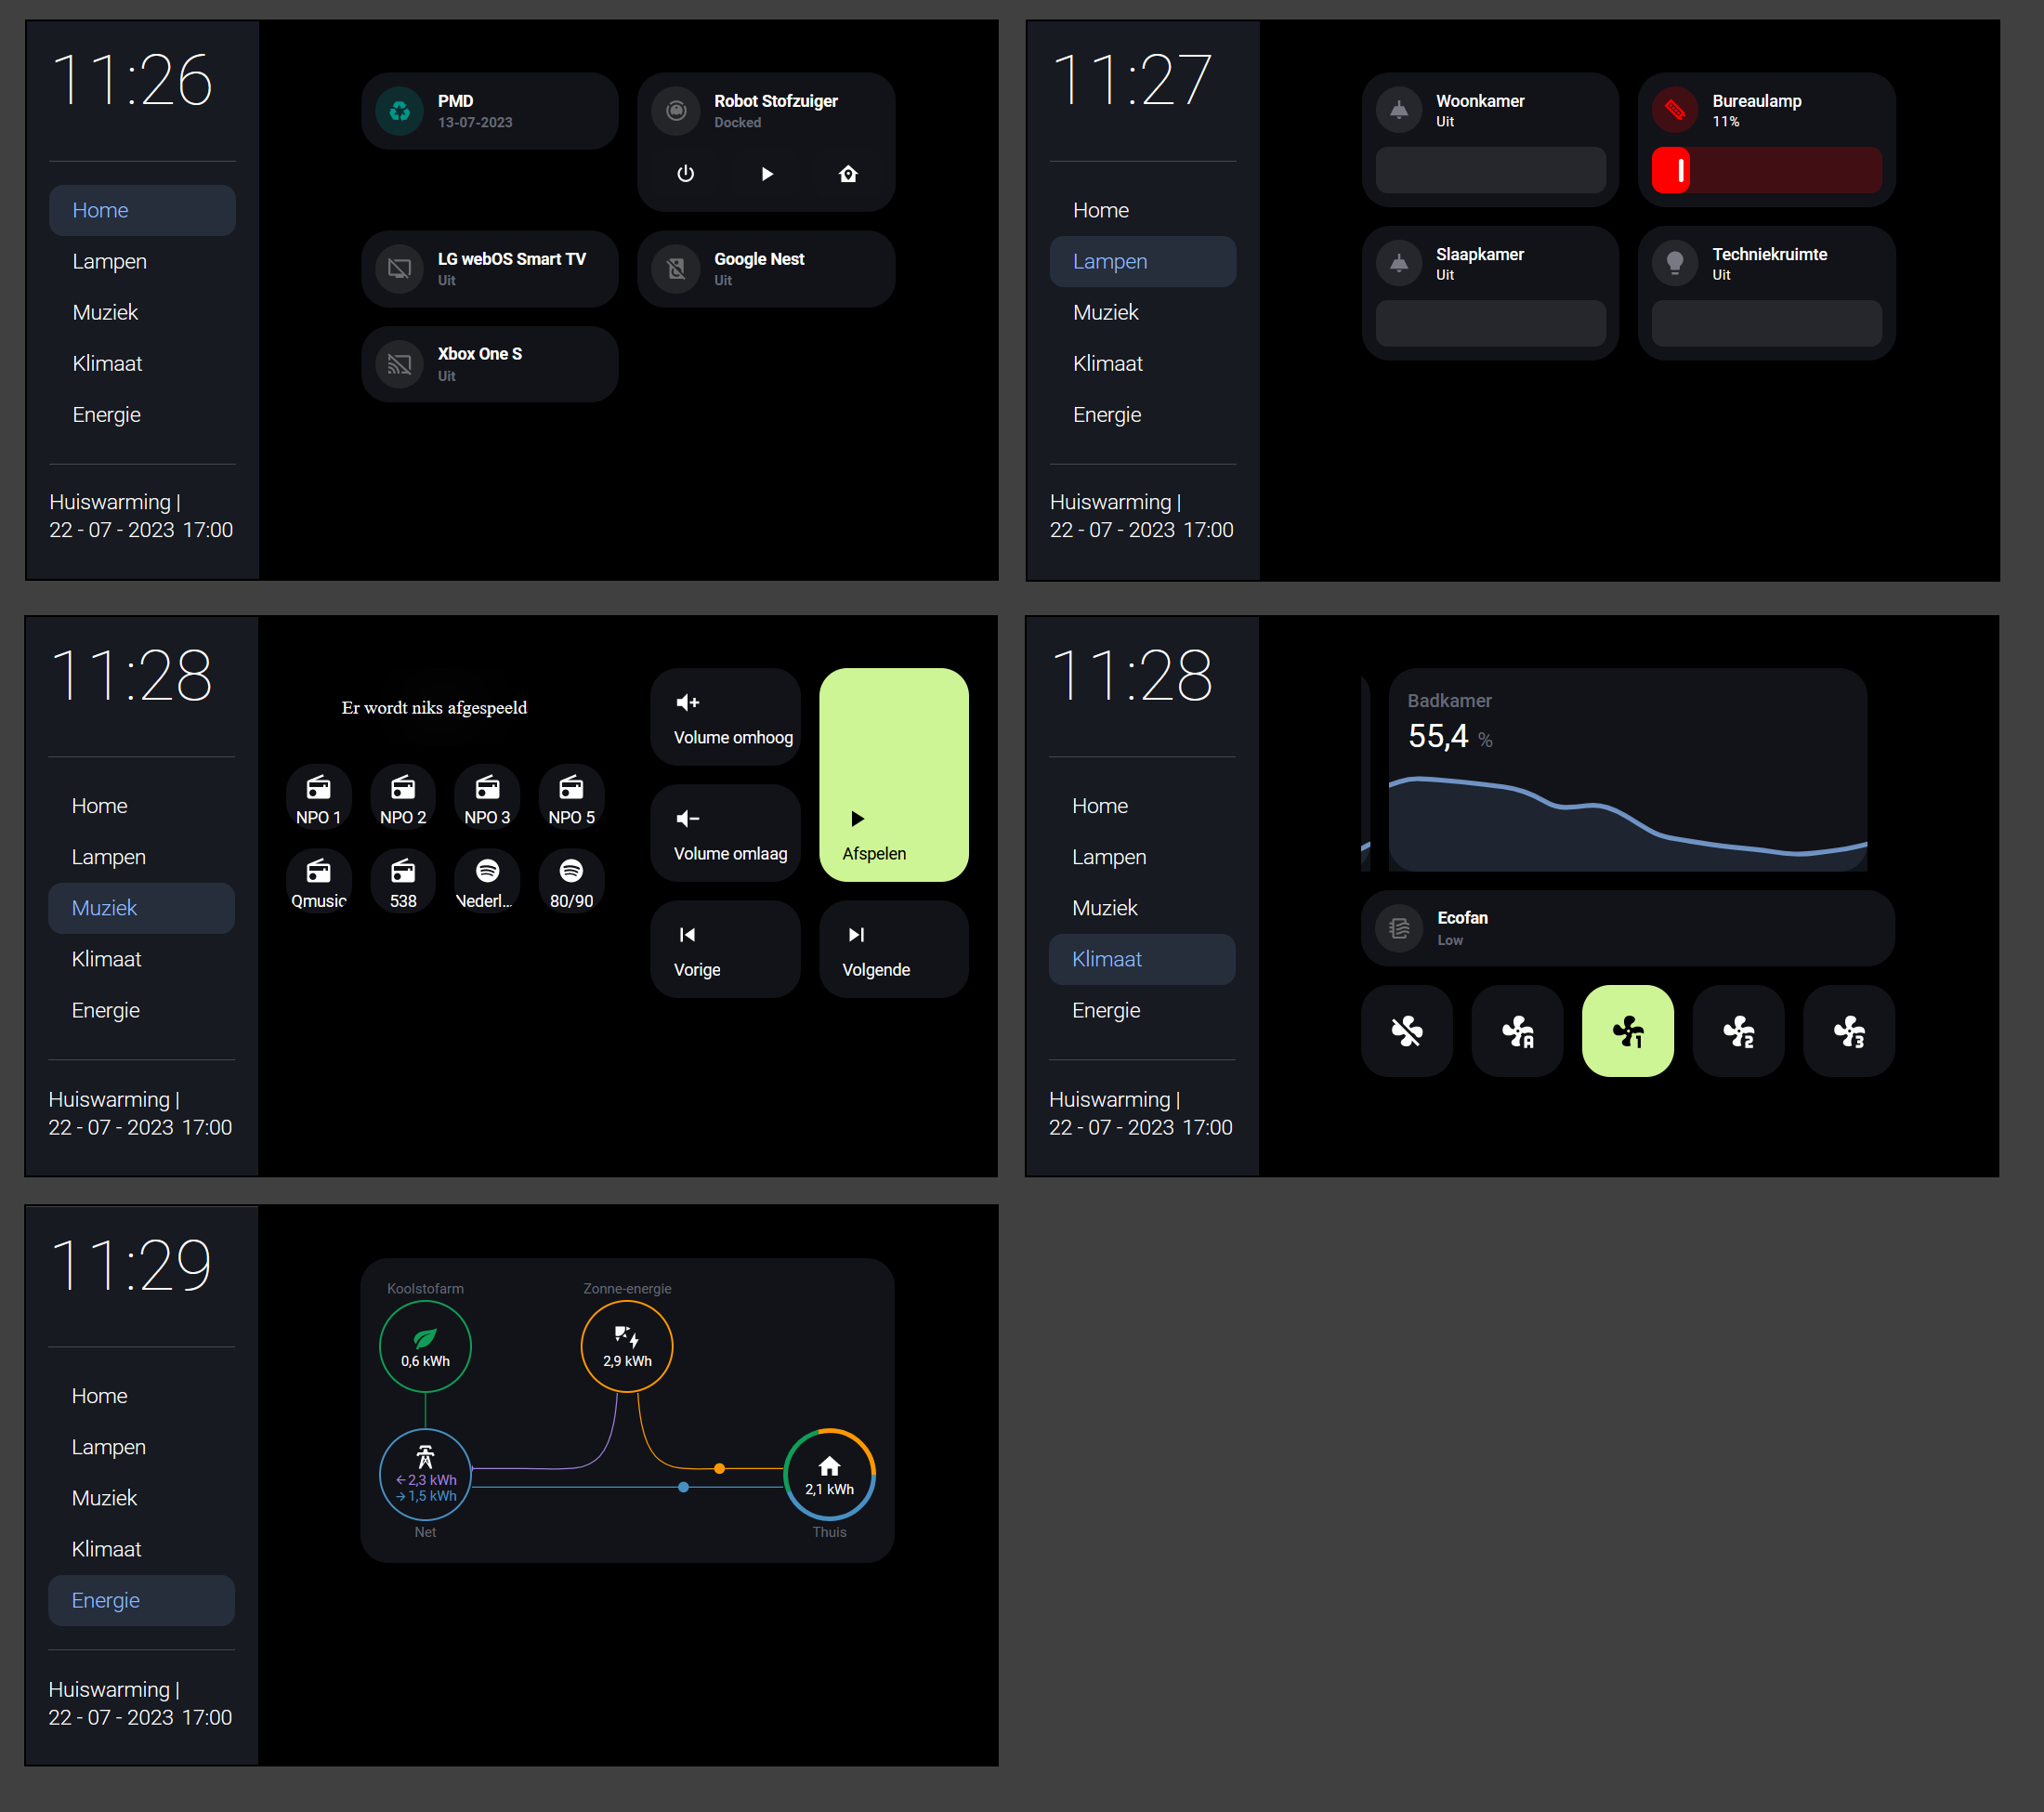 11:26
Home
Lampen
Muziek
Klimaat
Energie
Huiswarming |
22 - 07 - 2023 17:00
PMD
13-07-2023
Robot Stofzuiger
Docked
LG webOS Smart TV
Uit
Google Nest
Uit
Xbox One S
Uit
11:27
Home
Lampen
Muziek
Klimaat
Energie
Huiswarming |
22 - 07 - 2023 17:00
Woonkamer
Uit
Bureaulamp
11%
Slaapkamer
Uit
Techniekruimte
Uit
11:28
Home
Lampen
Muziek
Klimaat
Energie
Huiswarming |
22 - 07 - 2023 17:00
Er wordt niks afgespeeld
NPO 1
NPO 2
NPO 3
NPO 5
Qmusic
538
Nederl...
80/90
Volume omhoog
Volume omlaag
Afspelen
Vorige
Volgende
11:28
Home
Lampen
Muziek
Klimaat
Energie
Huiswarming |
22 - 07 - 2023 17:00
Badkamer
55,4 %
Ecofan
Low
A
1
2
3
11:29
Home
Lampen
Muziek
Klimaat
Energie
Huiswarming |
22 - 07 - 2023 17:00
Koolstofarm
0,6 kWh
Zonne-energie
2,9 kWh
←2,3 kWh
→1,5 kWh
Net
2,1 kWh
Thuis